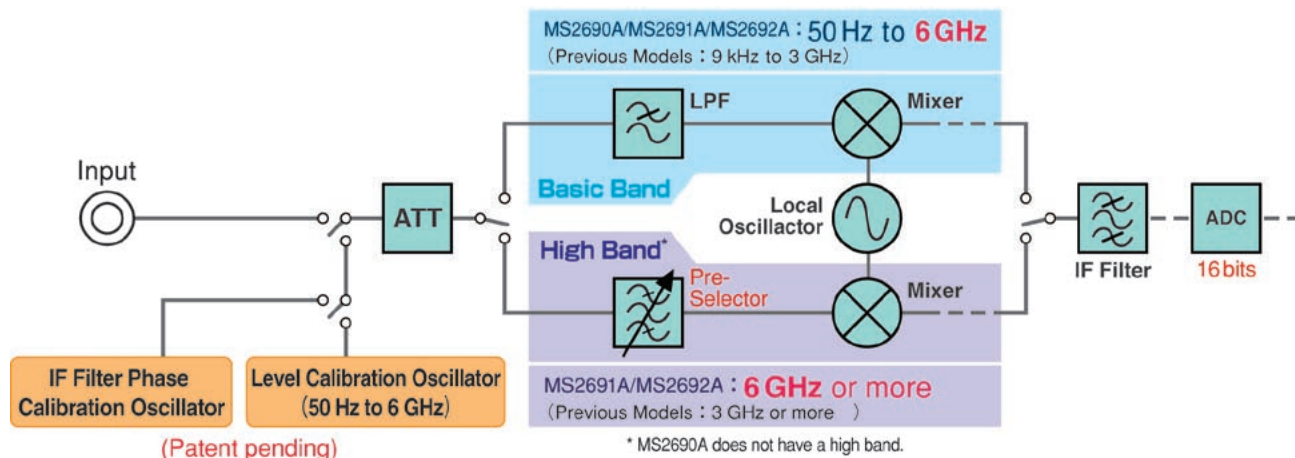 MS2690A/MS2691A/MS2692A : 50 Hz to 6 GHz
(Previous Models : 9 kHz to 3 GHz)
LPF
Mixer
Input
Basic Band
ATT
Local
Oscillactor
ADC
High Band*
IF Filter
16 bits
Pre-
Selector
Mixer
IF Filter Phase
Calibration Oscillator
Level Calibration Oscillator
(50 Hz to 6 GHz)
MS2691A/MS2692A : 6 GHz or more
(Previous Models : 3 GHz or more )
(Patent pending)
* MS2690A does not have a high band.